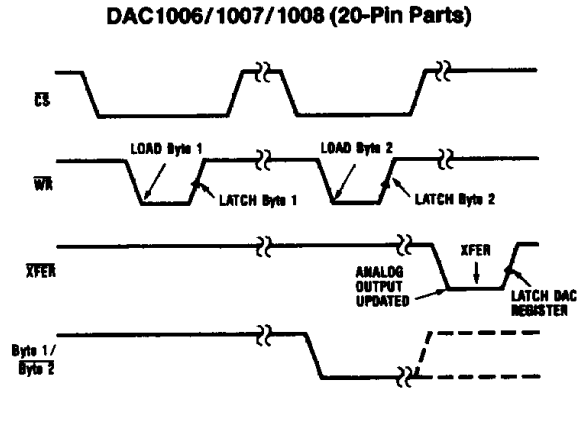 DAC1006/1007/1008 (20-Pin Parts)
CS
LOAD Byte 1
LOAD Byte 2
WR
LATCH Byte 1
LATCH Byte 2
XFER
XFER
ANALOG
OUTPUT
UPDATED
LATCH DAC
REGISTER
Byte 1/
Byte 2